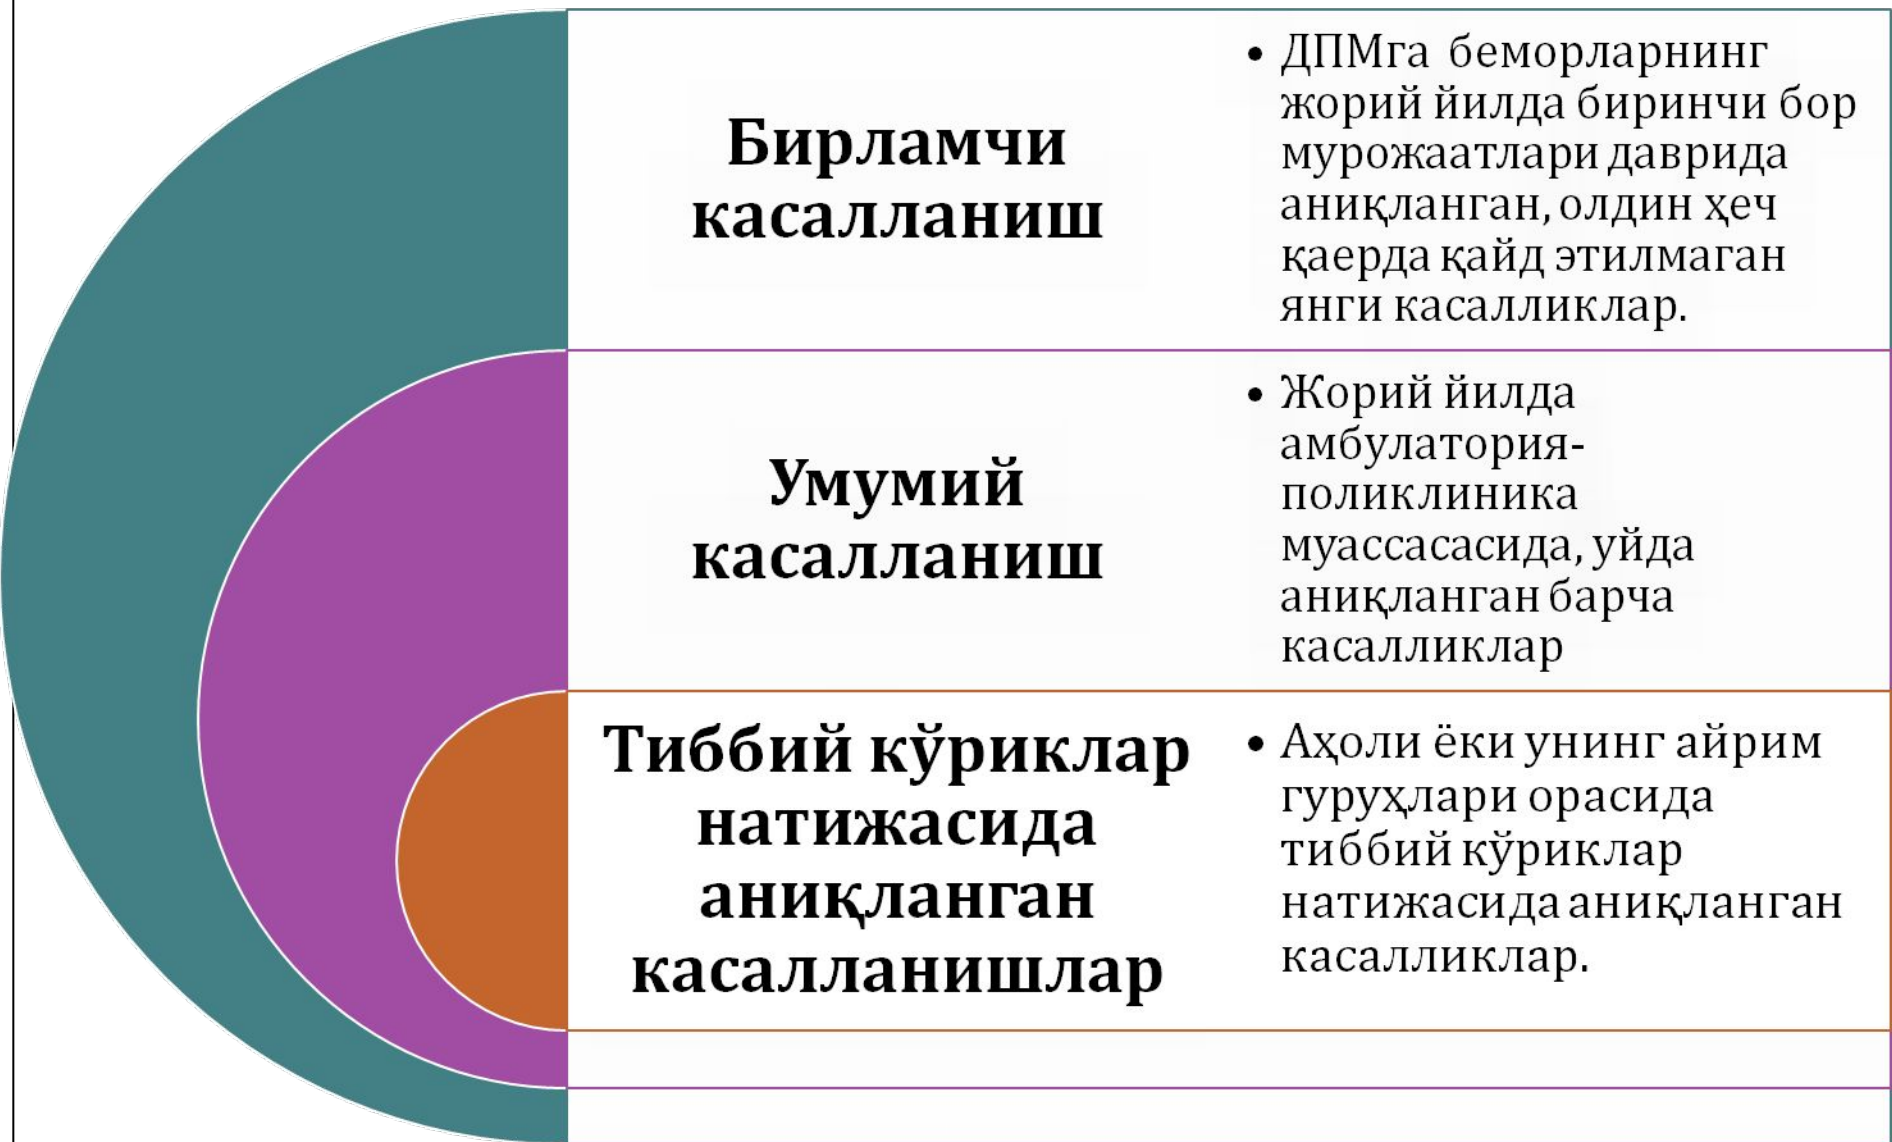 Бирламчи
касалланиш
• ДПМга беморларнинг
жорий йилда биринчи бор
мурожаатлари даврида
аниқланган, олдин ҳеч
қаерда қайд этилмаган
янги касалликлар.
Умумий
касалланиш
• Жорий йилда
амбулатория-
поликлиника
муассасасида, уйда
аниқланган барча
касалликлар
Тиббий кўриклар
натижасида
аниқланган
касалланишлар
• Аҳоли ёки унинг айрим
гуруҳлари орасида
тиббий кўриклар
натижасида аниқланган
касалликлар.